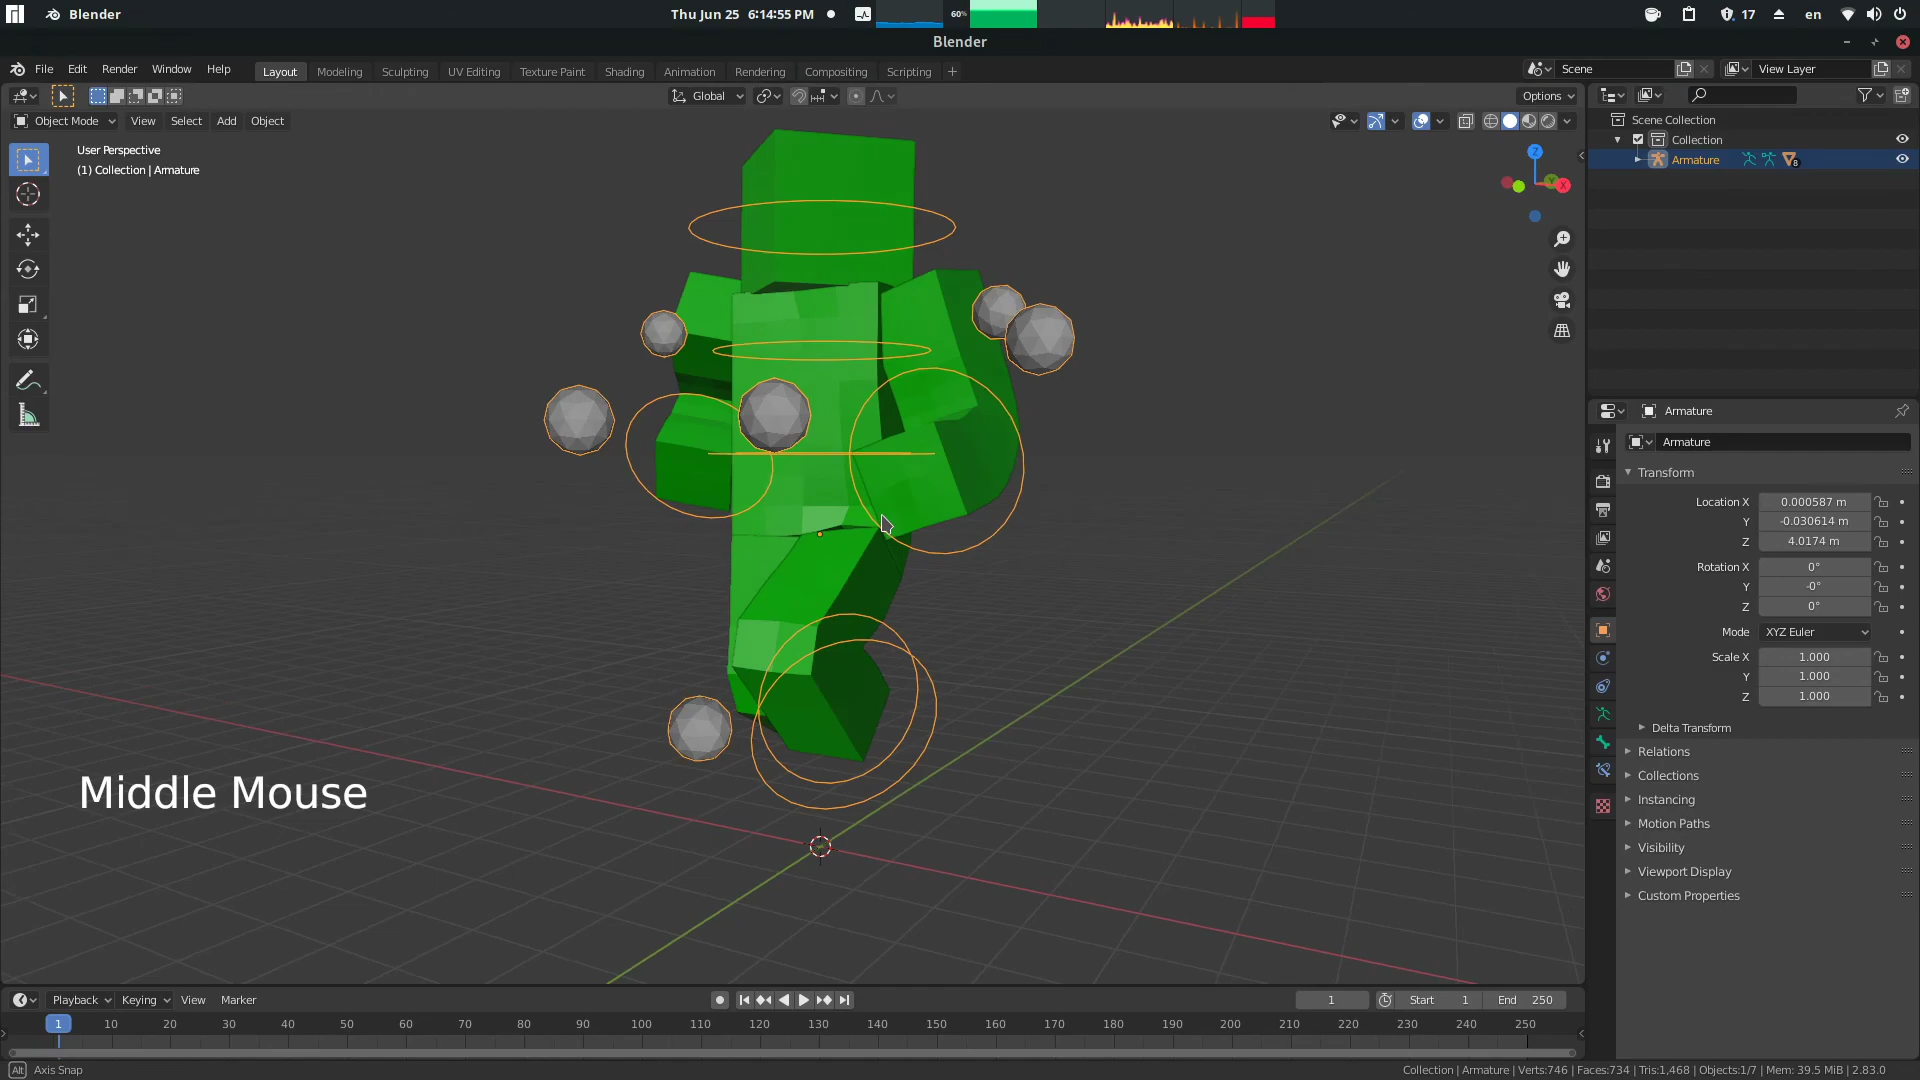 Blender
Thu Jun 25  6:14:55 PM
60%
17
en
Blender
File Edit Render Window Help
Layout Modeling Sculpting UV Editing Texture Paint Shading Animation Rendering Compositing Scripting +
Scene
View Layer
Global
Options
Object Mode View Select Add Object
User Perspective
(1) Collection | Armature
Z
X
Y
Middle Mouse
Scene Collection
Collection
Armature
8
Armature
Armature
Transform
Location X 0.000587 m
Y -0.030614 m
Z 4.0174 m
Rotation X 0°
Y -0°
Z 0°
Mode XYZ Euler
Scale X 1.000
Y 1.000
Z 1.000
Delta Transform
Relations
Collections
Instancing
Motion Paths
Visibility
Viewport Display
Custom Properties
Playback Keying View Marker
1
Start 1
End 250
1 10 20 30 40 50 60 70 80 90 100 110 120 130 140 150 160 170 180 190 200 210 220 230 240 250
Alt Axis Snap
Collection | Armature | Verts:746 | Faces:734 | Tris:1,468 | Objects:1/7 | Mem: 39.5 MiB | 2.83.0